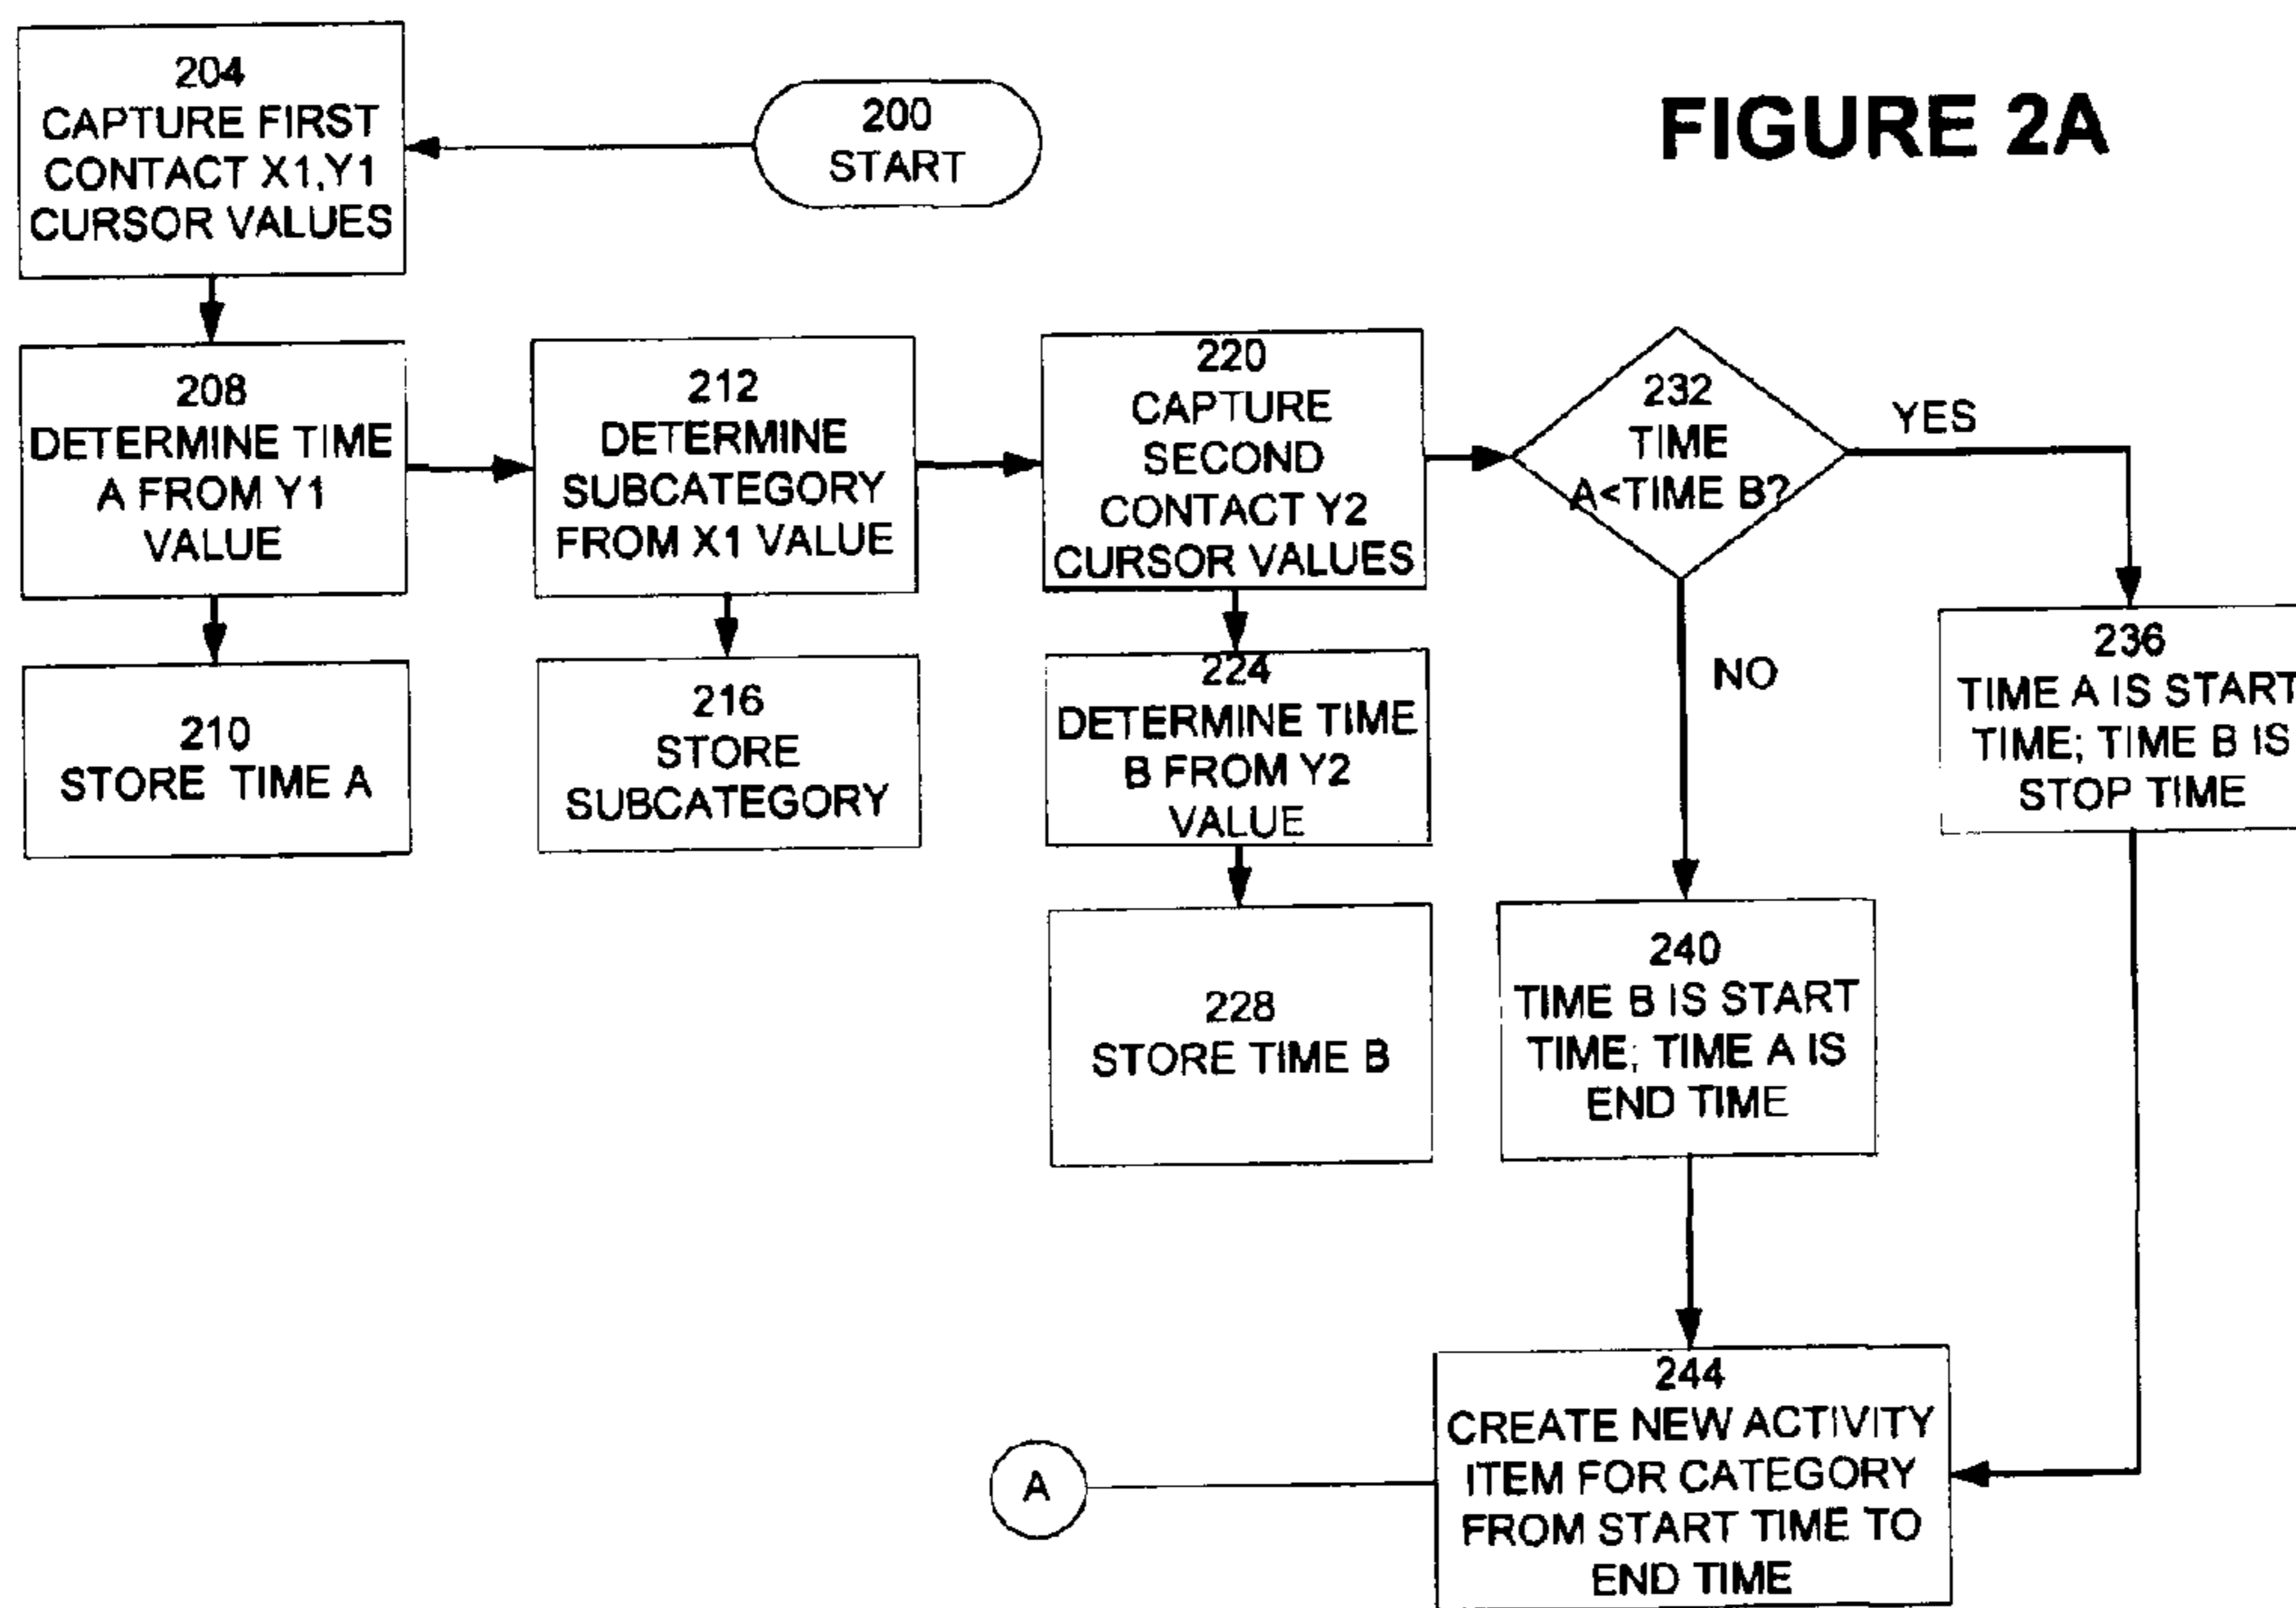 FIGURE 2A
200
START
204
CAPTURE FIRST
CONTACT X1,Y1
CURSOR VALUES
208
DETERMINE TIME
A FROM Y1
VALUE
210
STORE TIME A
212
DETERMINE
SUBCATEGORY
FROM X1 VALUE
216
STORE
SUBCATEGORY
220
CAPTURE
SECOND
CONTACT Y2
CURSOR VALUES
224
DETERMINE TIME
B FROM Y2
VALUE
228
STORE TIME B
232
TIME
A<TIME B?
YES
NO
236
TIME A IS START
TIME; TIME B IS
STOP TIME
240
TIME B IS START
TIME; TIME A IS
END TIME
244
CREATE NEW ACTIVITY
ITEM FOR CATEGORY
FROM START TIME TO
END TIME
A